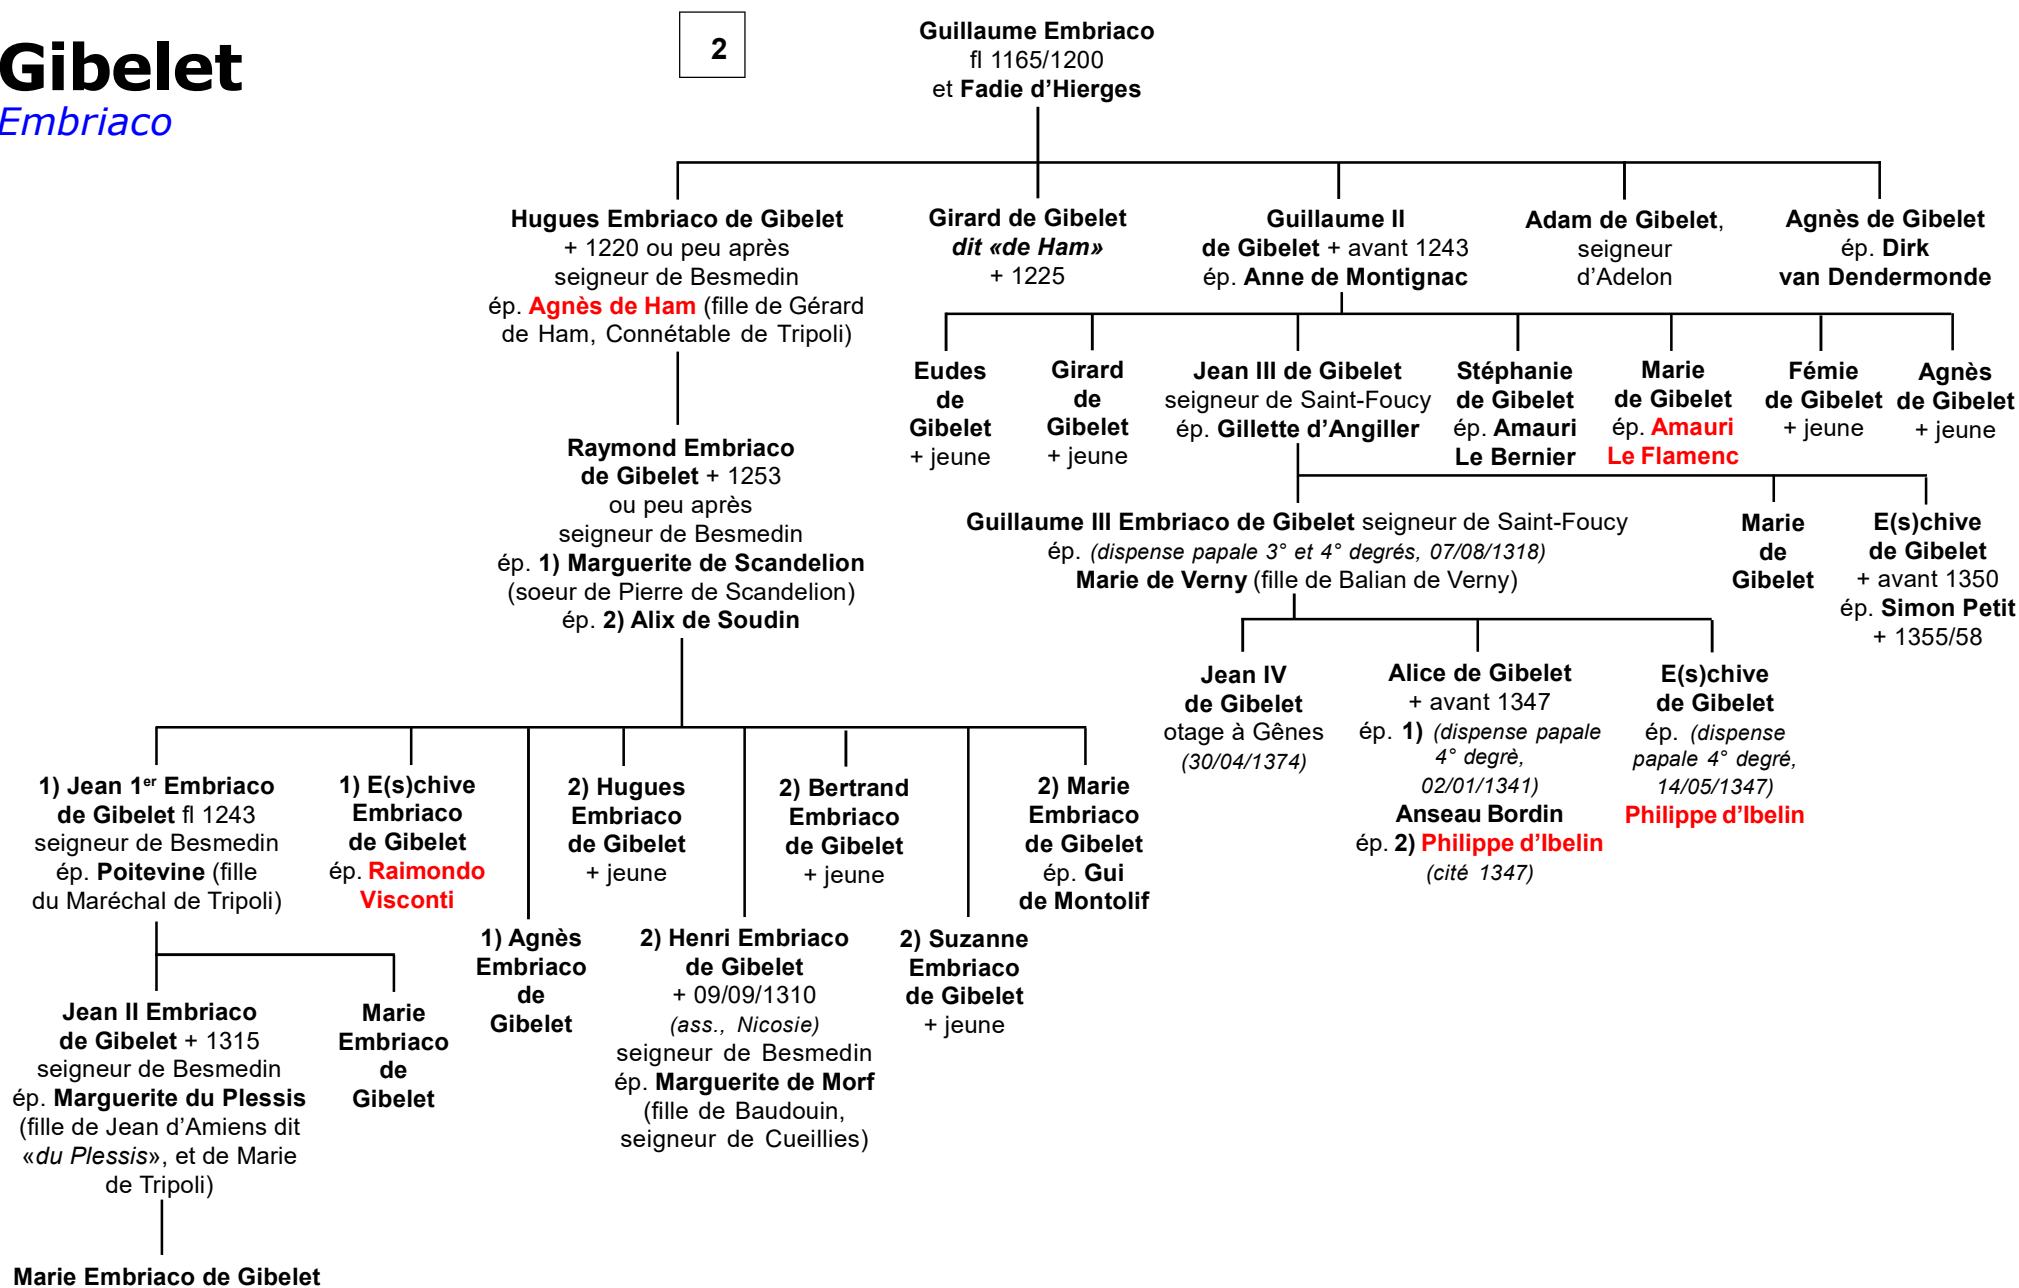 Gibelet
Embriaco
2
Guillaume Embriaco
fl 1165/1200
et Fadie d’Hierges
Hugues Embriaco de Gibelet
+ 1220 ou peu après
seigneur de Besmedin
ép. Agnès de Ham (fille de Gérard
de Ham, Connétable de Tripoli)
Girard de Gibelet
dit «de Ham»
+ 1225
Guillaume II
de Gibelet + avant 1243
ép. Anne de Montignac
Adam de Gibelet,
seigneur
d’Adelon
Agnès de Gibelet
ép. Dirk
van Dendermonde
Eudes
de
Gibelet
+ jeune
Girard
de
Gibelet
+ jeune
Jean III de Gibelet
seigneur de Saint-Foucy
ép. Gillette d’Angiller
Stéphanie
de Gibelet
ép. Amauri
Le Bernier
Marie
de Gibelet
ép. Amauri
Le Flamenc
Fémie
de Gibelet
+ jeune
Agnès
de Gibelet
+ jeune
Raymond Embriaco
de Gibelet + 1253
ou peu après
seigneur de Besmedin
ép. 1) Marguerite de Scandelion
(soeur de Pierre de Scandelion)
ép. 2) Alix de Soudin
Guillaume III Embriaco de Gibelet seigneur de Saint-Foucy
ép. (dispense papale 3° et 4° degrés, 07/08/1318)
Marie de Verny (fille de Balian de Verny)
Marie
de
Gibelet
E(s)chive
de Gibelet
+ avant 1350
ép. Simon Petit
+ 1355/58
Jean IV
de Gibelet
otage à Gênes
(30/04/1374)
Alice de Gibelet
+ avant 1347
ép. 1) (dispense papale
4° degrè,
02/01/1341)
Anseau Bordin
ép. 2) Philippe d’Ibelin
(cité 1347)
E(s)chive
de Gibelet
ép. (dispense
papale 4° degré,
14/05/1347)
Philippe d’Ibelin
1) Jean 1er Embriaco
de Gibelet fl 1243
seigneur de Besmedin
ép. Poitevine (fille
du Maréchal de Tripoli)
1) E(s)chive
Embriaco
de Gibelet
ép. Raimondo
Visconti
2) Hugues
Embriaco
de Gibelet
+ jeune
2) Bertrand
Embriaco
de Gibelet
+ jeune
2) Marie
Embriaco
de Gibelet
ép. Gui
de Montolif
1) Agnès
Embriaco
de
Gibelet
2) Henri Embriaco
de Gibelet
+ 09/09/1310
(ass., Nicosie)
seigneur de Besmedin
ép. Marguerite de Morf
(fille de Baudouin,
seigneur de Cueillies)
2) Suzanne
Embriaco
de Gibelet
+ jeune
Jean II Embriaco
de Gibelet + 1315
seigneur de Besmedin
ép. Marguerite du Plessis
(fille de Jean d’Amiens dit
«du Plessis», et de Marie
de Tripoli)
Marie
Embriaco
de
Gibelet
Marie Embriaco de Gibelet